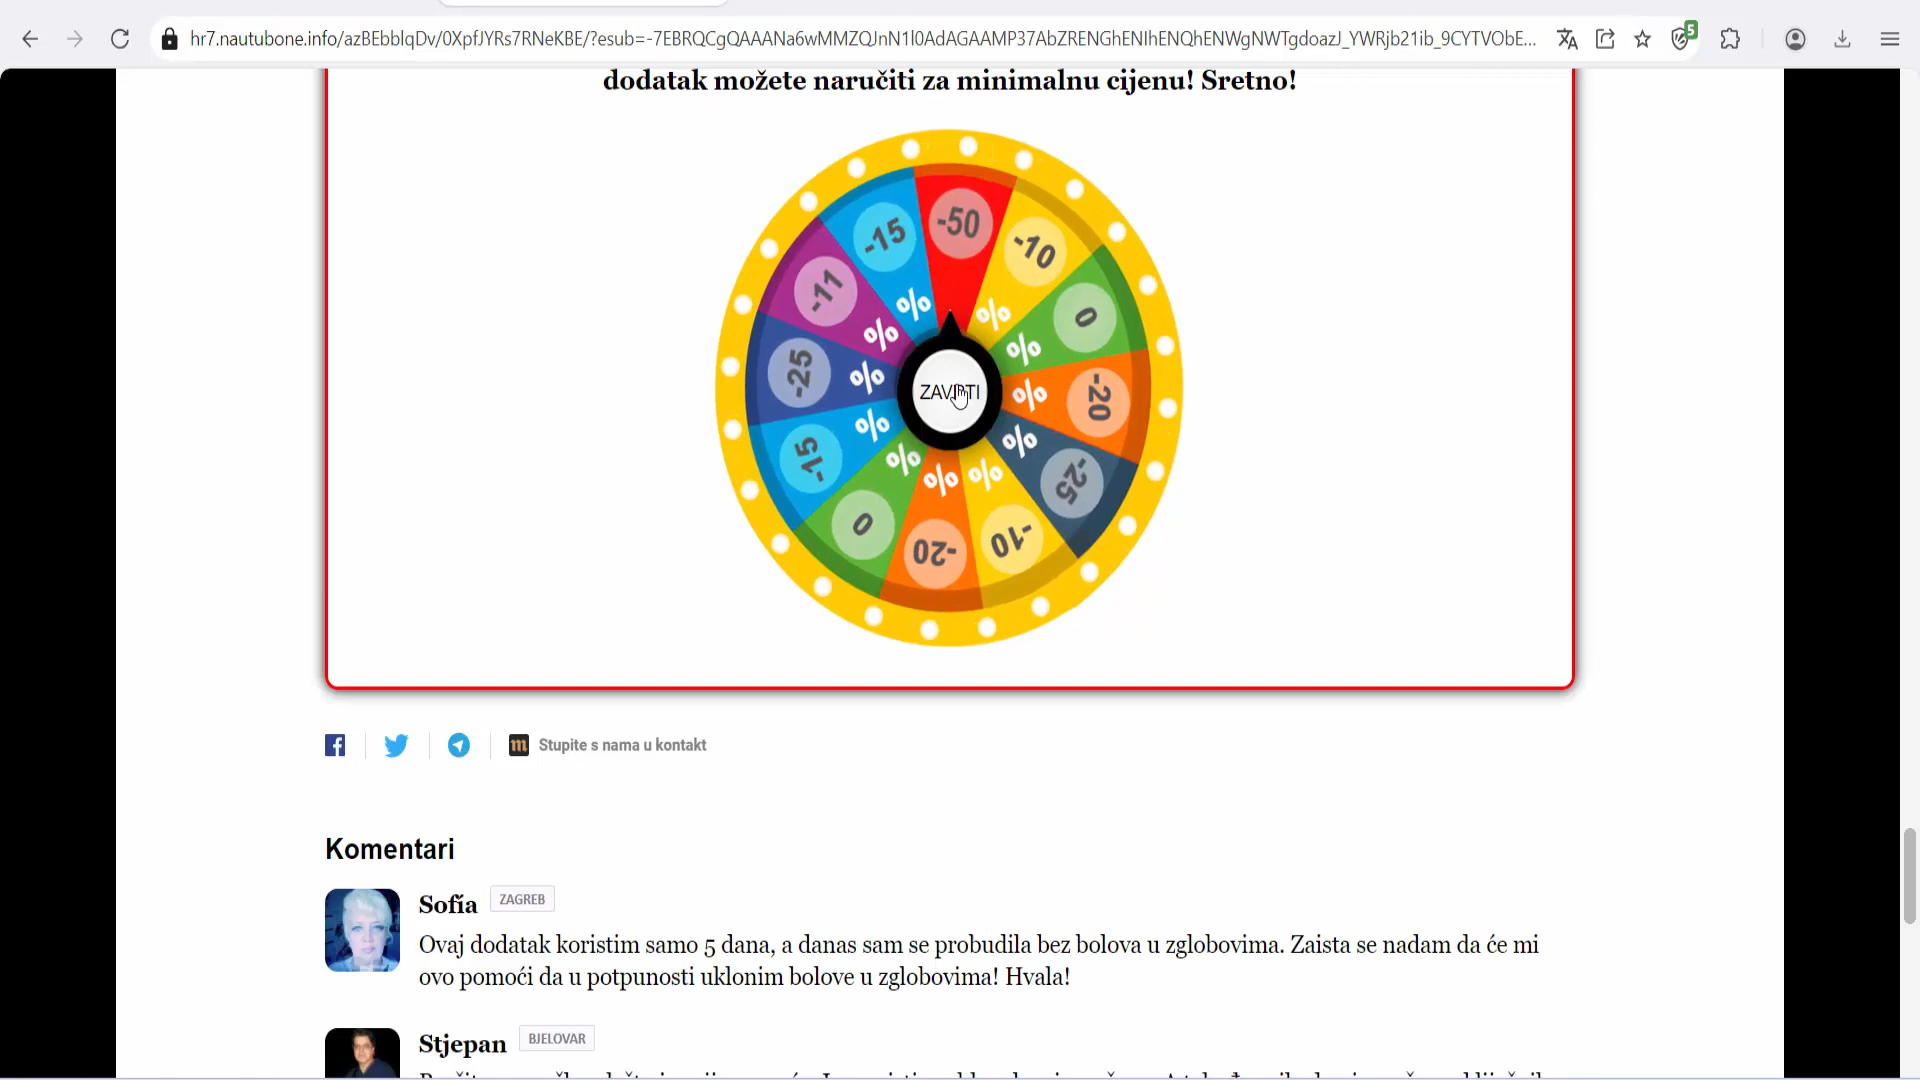 hr7.nautubone.info/azBEbblqDv/0XpfJYRs7RNeKBE/?esub=-7EBRQCgQAAANa6wMMZQJnN1l0AdAGAAMP37AbZRENGhENIhENQhENWgNWTgdoazJ_YWRjb21ib_9CYTVObE...
5
dodatak možete naručiti za minimalnu cijenu! Sretno!
-50 %
-10 %
0 %
-20 %
-25 %
-10 %
-20 %
0 %
-15 %
-25 %
-11 %
-15 %
ZAVRTI
Stupite s nama u kontakt
Komentari
Sofía ZAGREB
Ovaj dodatak koristim samo 5 dana, a danas sam se probudila bez bolova u zglobovima. Zaista se nadam da će mi
ovo pomoći da u potpunosti uklonim bolove u zglobovima! Hvala!
Stjepan BJELOVAR